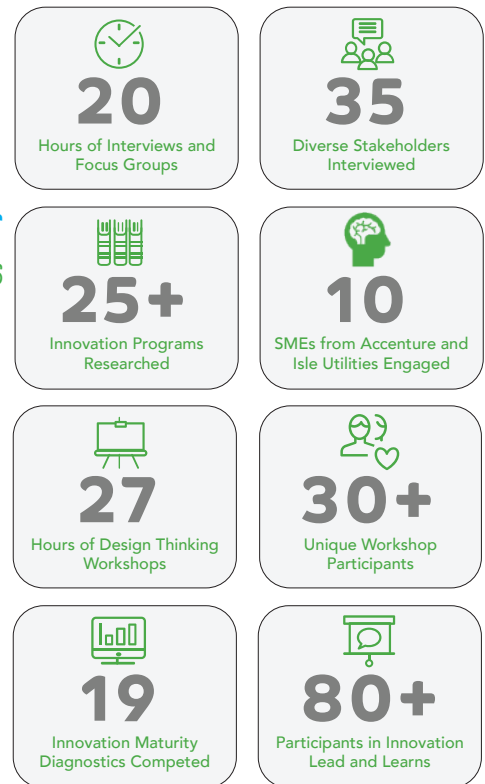 20
Hours of Interviews and
Focus Groups
35
Diverse Stakeholders
Interviewed
25+
Innovation Programs
Researched
10
SMEs from Accenture and
Isle Utilities Engaged
27
Hours of Design Thinking
Workshops
30+
Unique Workshop
Participants
19
Innovation Maturity
Diagnostics Competed
80+
Participants in Innovation
Lead and Learns